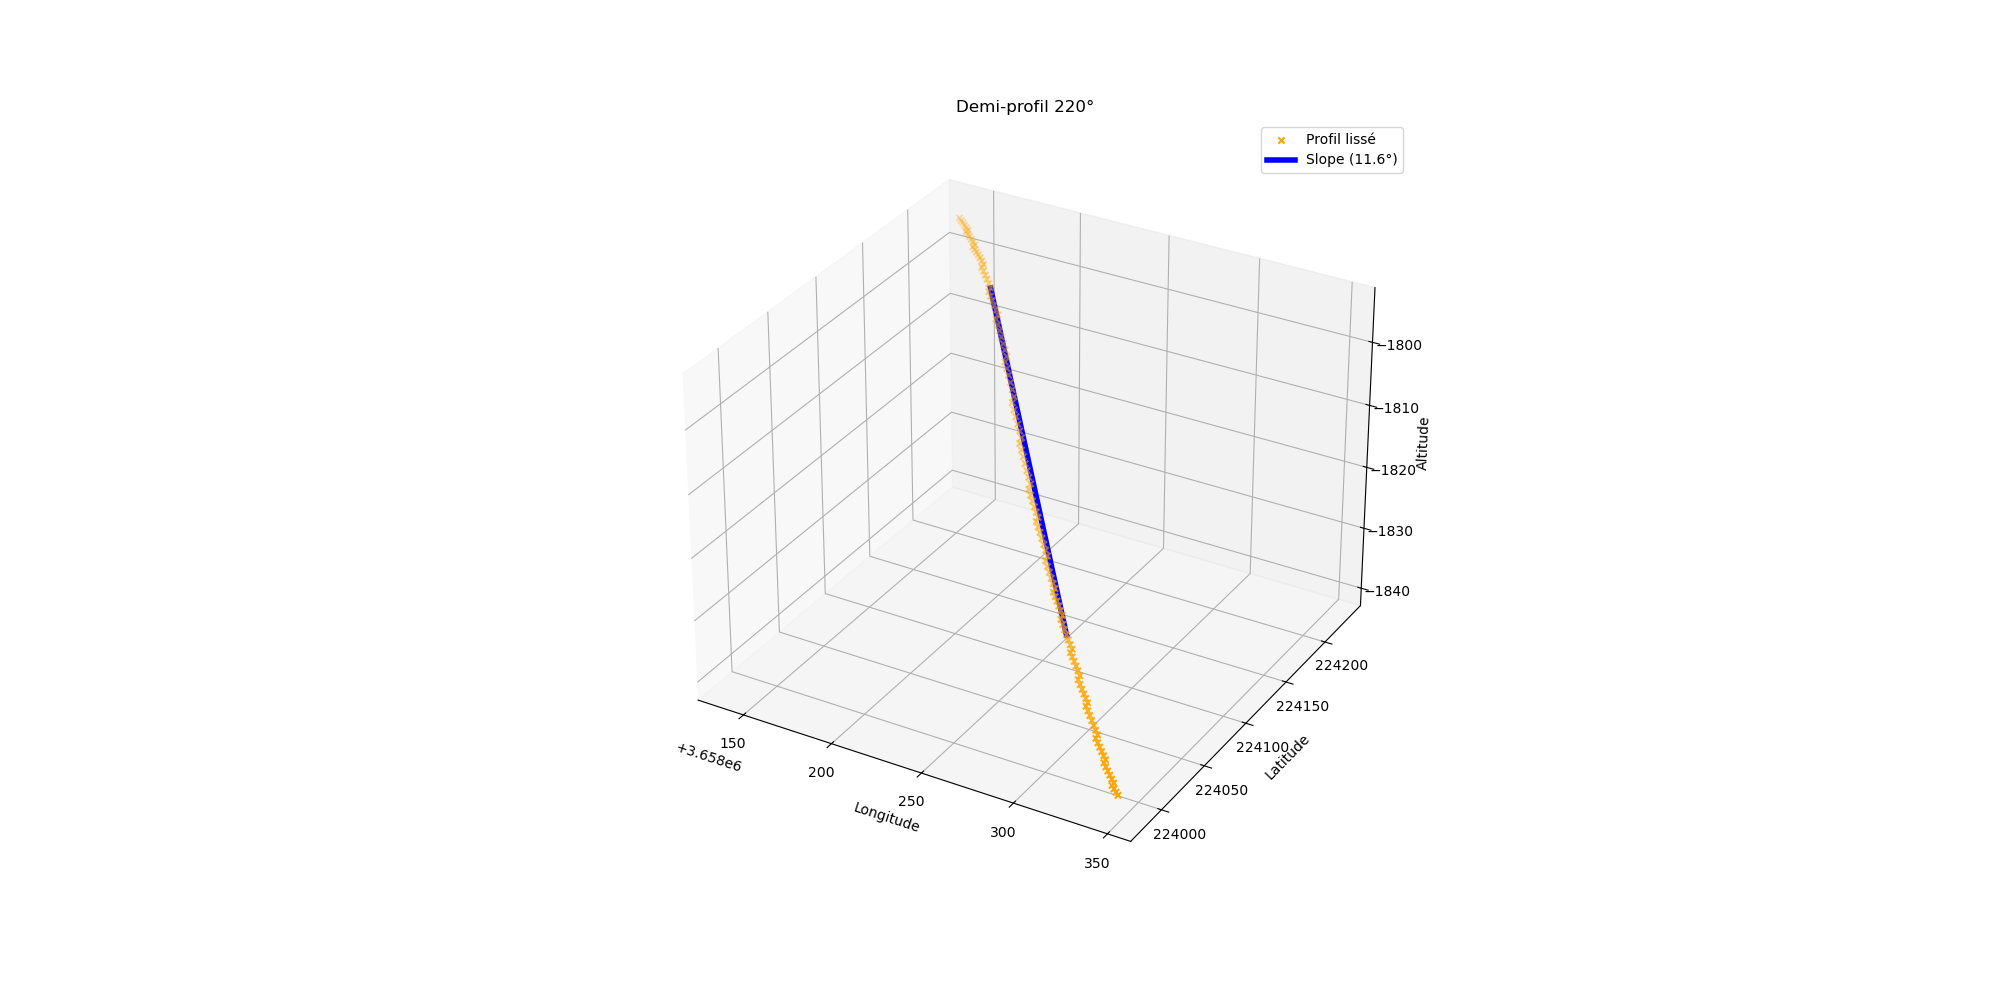 Demi-profil 220°
Profil lissé
Slope (11.6°)
−1800
−1810
−1820
−1830
−1840
Altitude
224200
224150
224100
224050
224000
Latitude
150
200
250
300
350
+3.658e6
Longitude